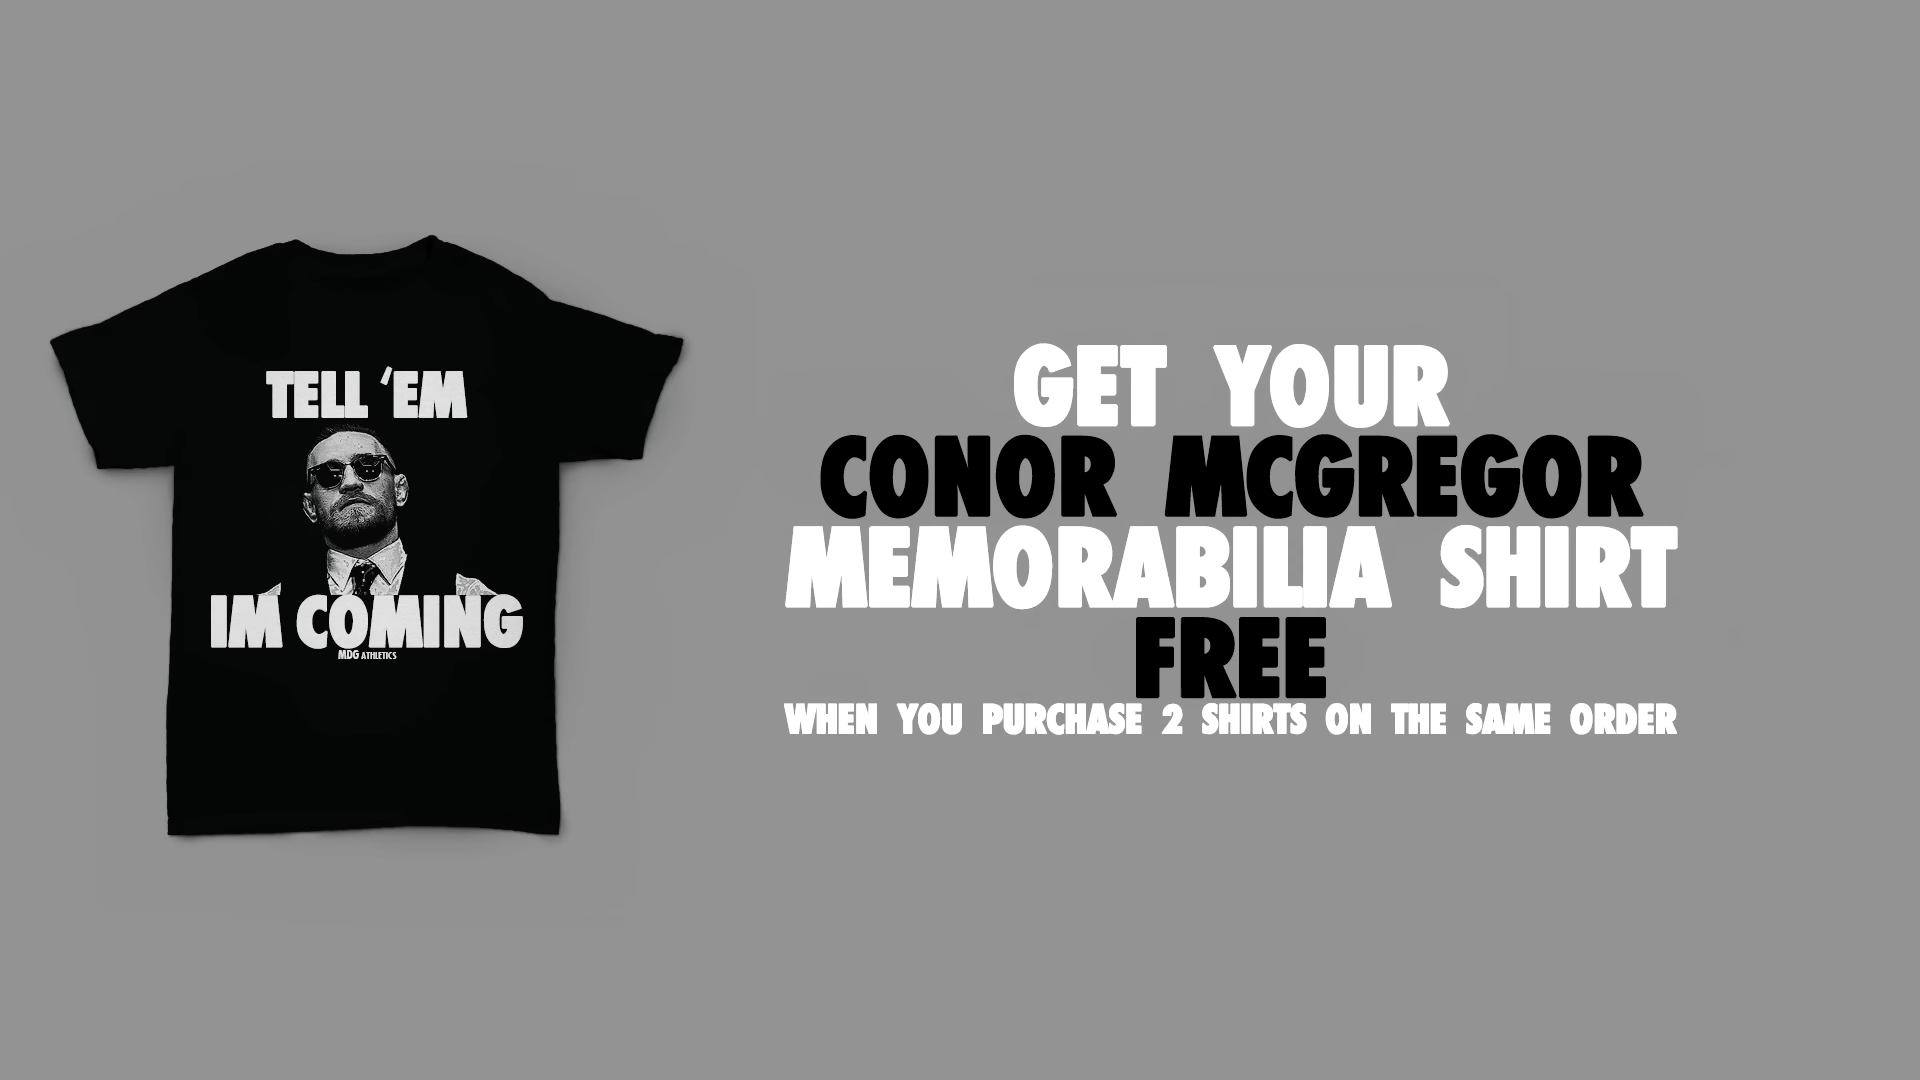 TELL 'EM
IM COMING
MDG ATHLETICS
GET YOUR
CONOR MCGREGOR
MEMORABILIA SHIRT
FREE
WHEN YOU PURCHASE 2 SHIRTS ON THE SAME ORDER